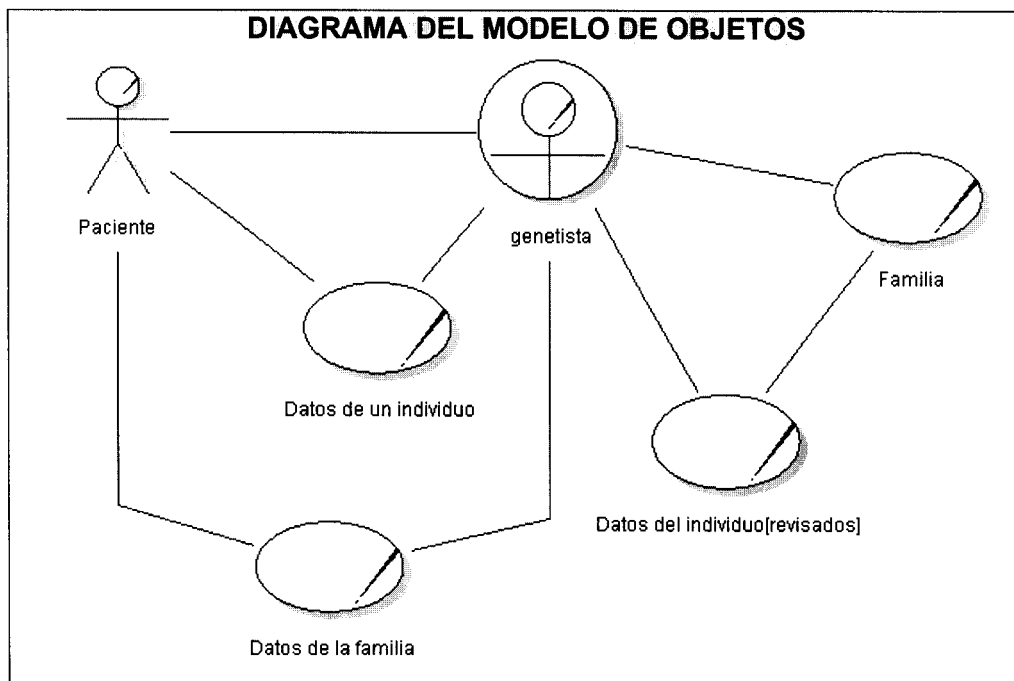 DIAGRAMA DEL MODELO DE OBJETOS
Paciente
genetista
Familia
Datos de un individuo
Datos del individuo[revisados]
Datos de la familia